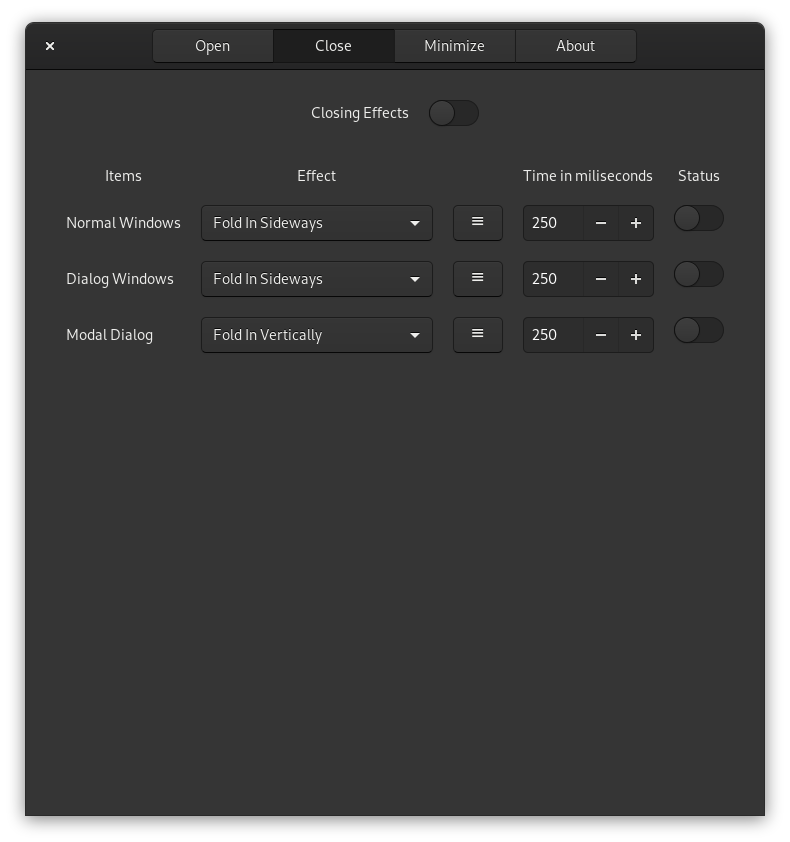 Open Close Minimize About
Closing Effects
Items Effect Time in miliseconds Status
Normal Windows Fold In Sideways 250
Dialog Windows Fold In Sideways 250
Modal Dialog Fold In Vertically 250